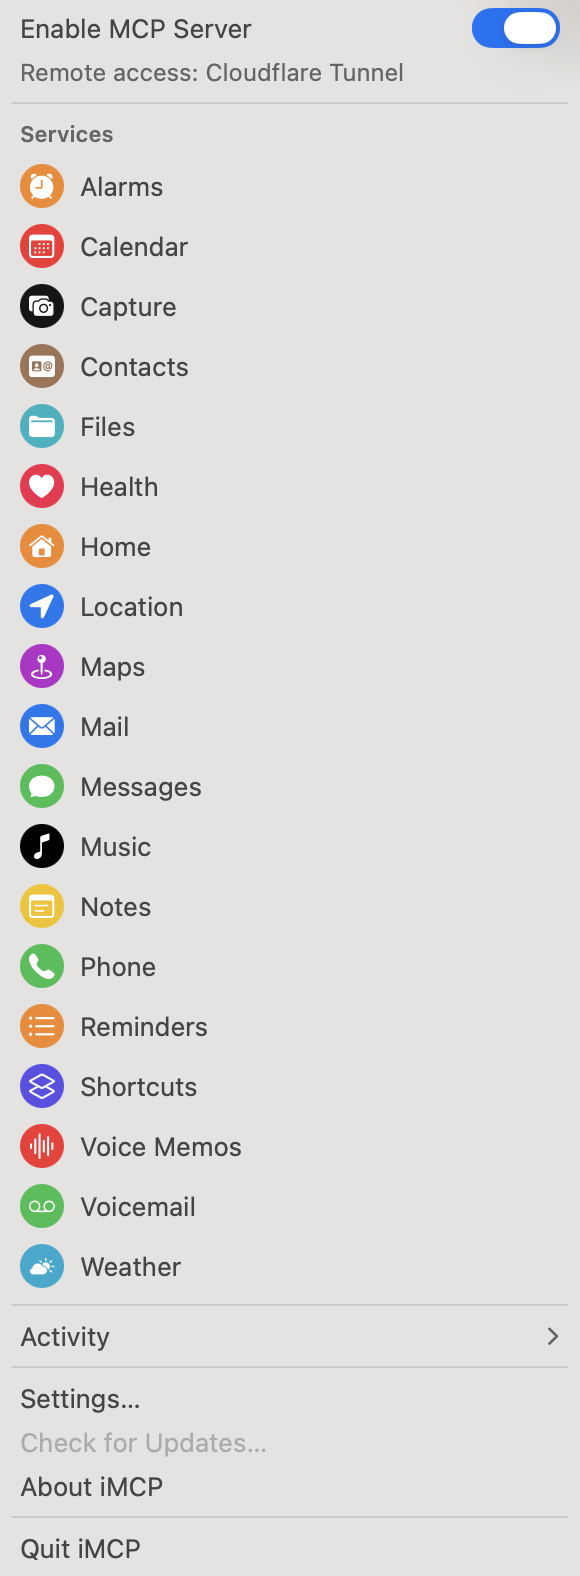 Enable MCP Server
Remote access: Cloudflare Tunnel
Services
Alarms
Calendar
Capture
Contacts
Files
Health
Home
Location
Maps
Mail
Messages
Music
Notes
Phone
Reminders
Shortcuts
Voice Memos
Voicemail
Weather
Activity
Settings...
Check for Updates...
About iMCP
Quit iMCP